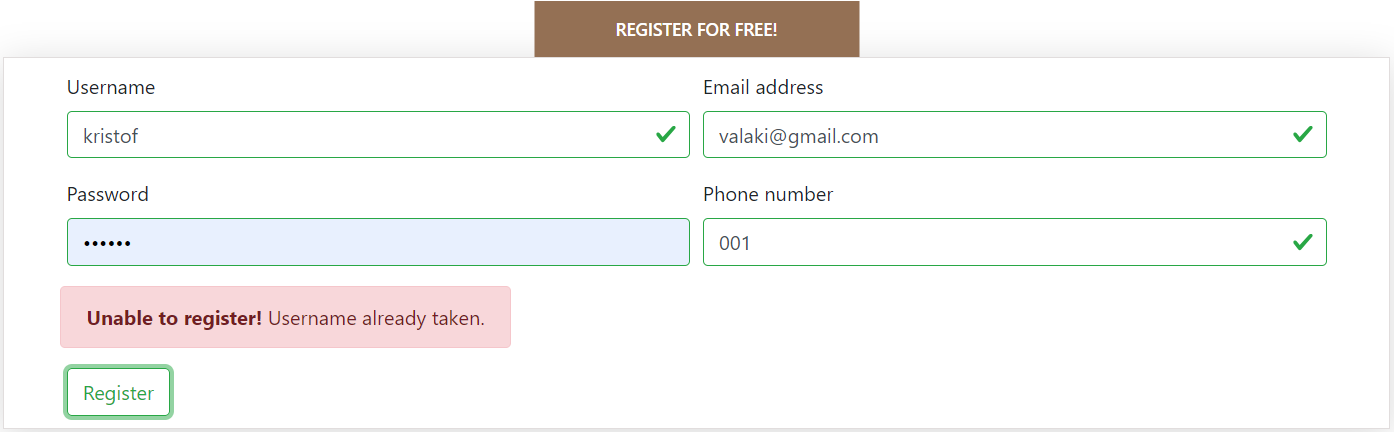 REGISTER FOR FREE!
Username
Email address
kristof
valaki@gmail.com
Password
Phone number
••••••
001
Unable to register! Username already taken.
Register